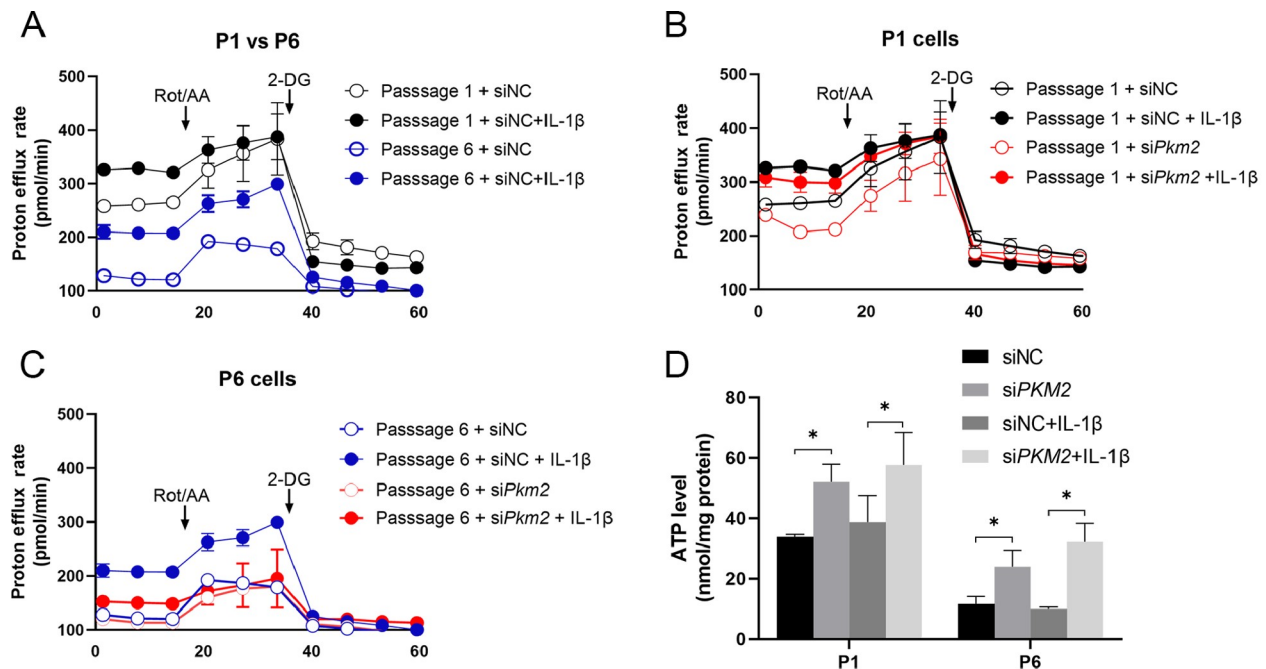 A
P1 vs P6
Proton efflux rate
(pmol/min)
500
400
300
200
100
0
20
40
60
Rot/AA
2-DG
Passsage 1 + siNC
Passsage 1 + siNC+IL-1β
Passsage 6 + siNC
Passsage 6 + siNC+IL-1β
B
P1 cells
Proton efflux rate
(pmol/min)
500
400
300
200
100
0
20
40
60
Rot/AA
2-DG
Passsage 1 + siNC
Passsage 1 + siNC + IL-1β
Passsage 1 + siPkm2
Passsage 1 + siPkm2 +IL-1β
C
P6 cells
Proton efflux rate
(pmol/min)
500
400
300
200
100
0
20
40
60
Rot/AA
2-DG
Passsage 6 + siNC
Passsage 6 + siNC + IL-1β
Passsage 6 + siPkm2
Passsage 6 + siPkm2 + IL-1β
D
siNC
siPKM2
siNC+IL-1β
siPKM2+IL-1β
ATP level
(nmol/mg protein)
80
60
40
20
0
*
*
*
*
P1
P6